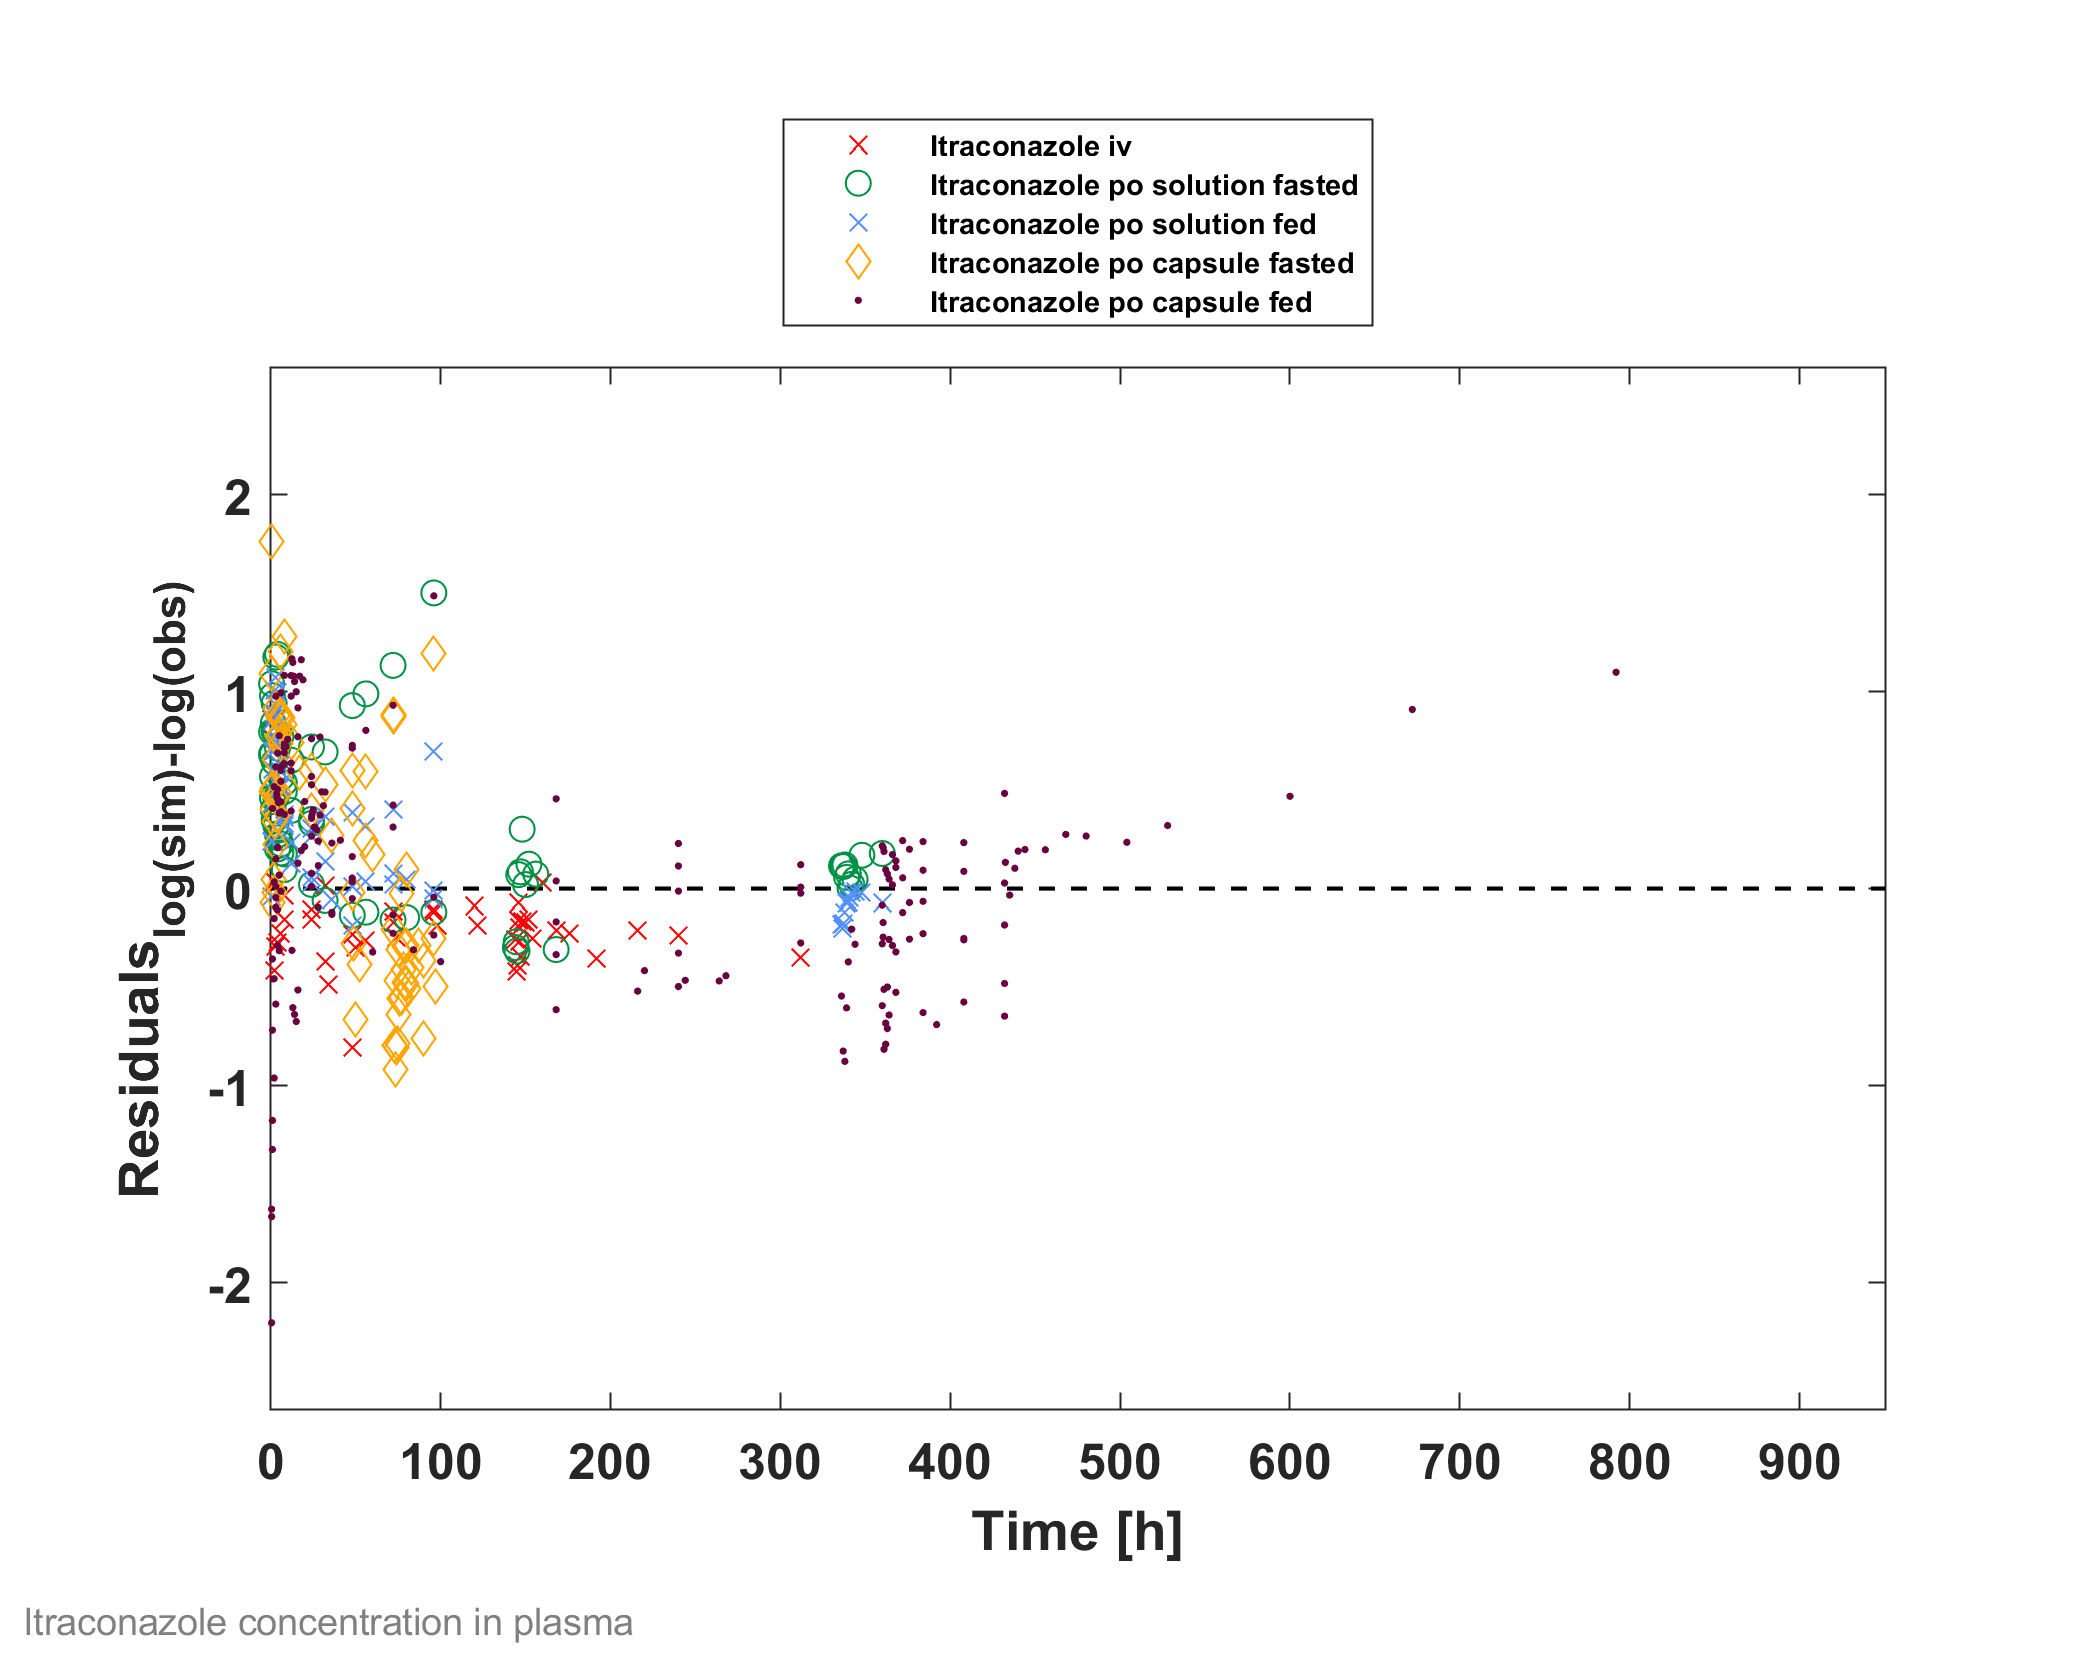 Itraconazole iv
Itraconazole po solution fasted
Itraconazole po solution fed
Itraconazole po capsule fasted
Itraconazole po capsule fed
Residuals log(sim)-log(obs)
2
1
0
-1
-2
0 100 200 300 400 500 600 700 800 900
Time [h]
Itraconazole concentration in plasma